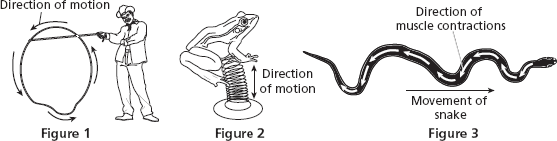 Direction of motion
Figure 1
Direction
of motion
Figure 2
Direction of
muscle contractions
Movement of
snake
Figure 3